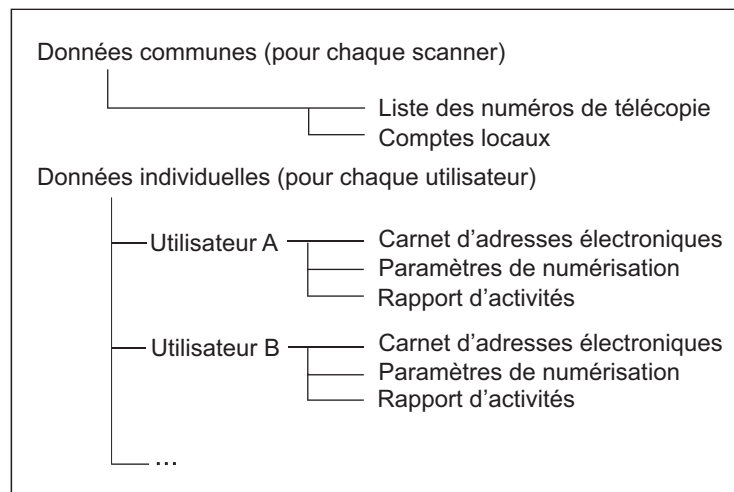 Données communes (pour chaque scanner)
Liste des numéros de télécopie
Comptes locaux
Données individuelles (pour chaque utilisateur)
Utilisateur A
Carnet d'adresses électroniques
Paramètres de numérisation
Rapport d'activités
Utilisateur B
Carnet d'adresses électroniques
Paramètres de numérisation
Rapport d'activités
...